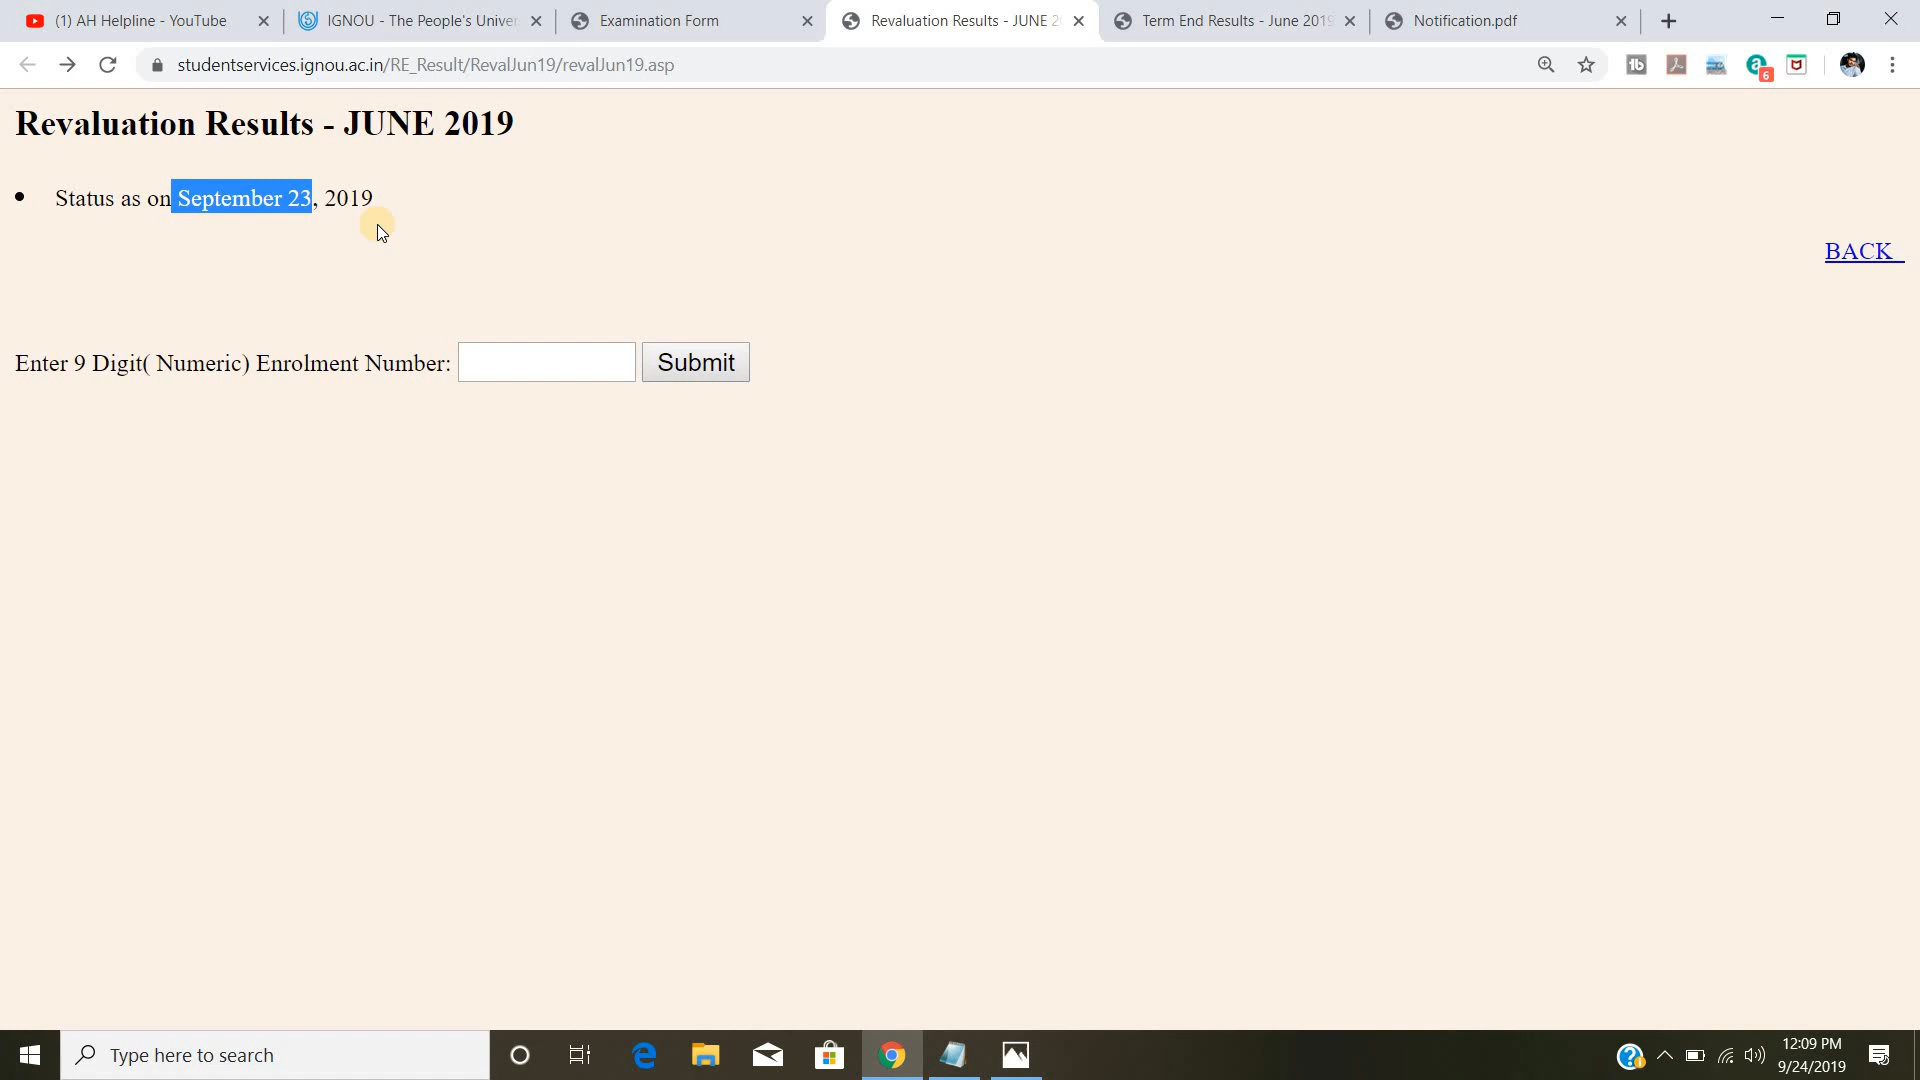 (1) AH Helpline - YouTube
IGNOU - The People's Univer
Examination Form
Revaluation Results - JUNE 2
Term End Results - June 2019
Notification.pdf
studentservices.ignou.ac.in/RE_Result/RevalJun19/revalJun19.asp
6
Revaluation Results - JUNE 2019
Status as on September 23, 2019
BACK
Enter 9 Digit( Numeric) Enrolment Number:
Submit
Type here to search
12:09 PM
9/24/2019